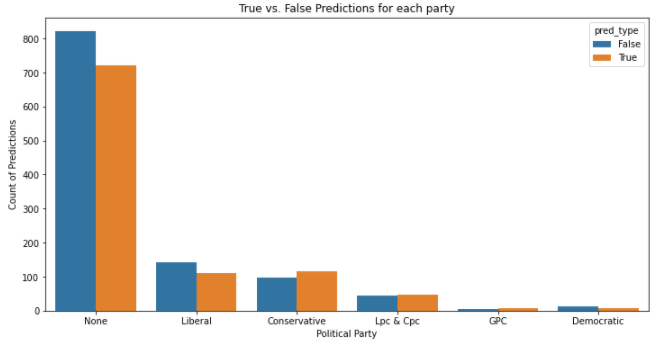 True vs. False Predictions for each party
pred_type
False
True
Count of Predictions
800
700
600
500
400
300
200
100
0
None Liberal Conservative Lpc & Cpc GPC Democratic
Political Party